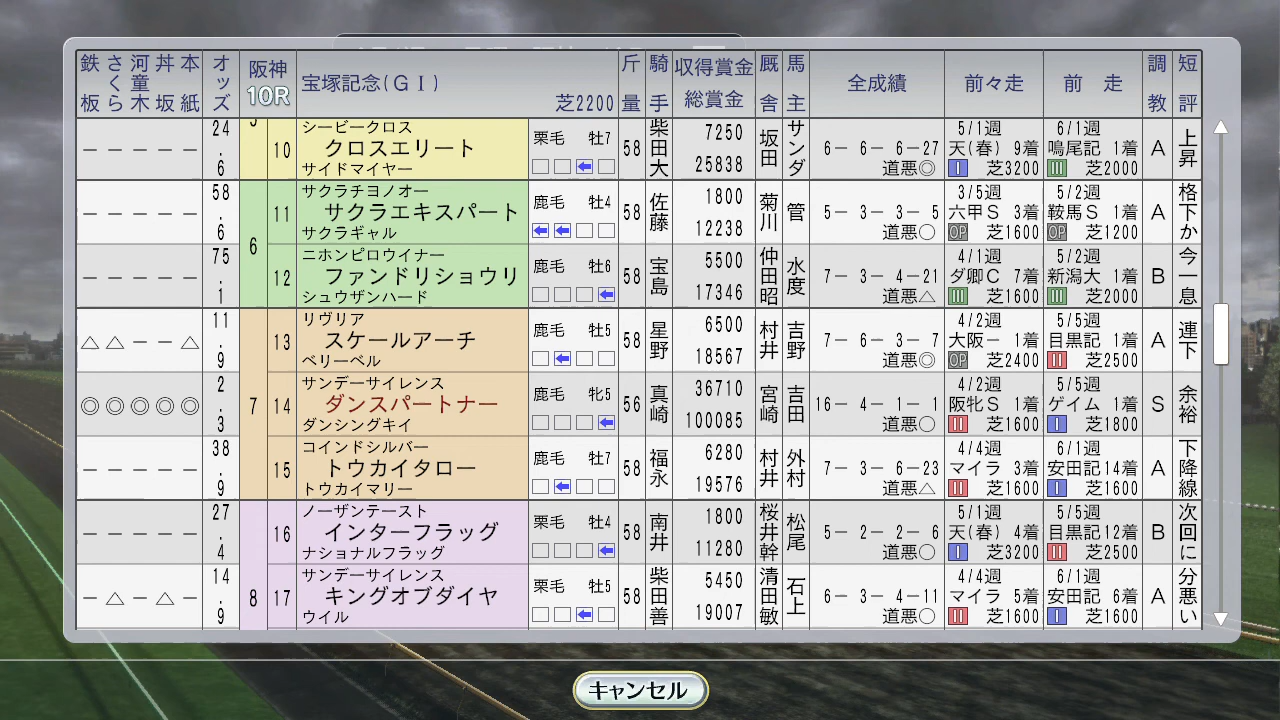 鉄板 さくら 河童木 丼坂 本紙 オッズ 阪神10R 宝塚記念(GⅠ) 芝2200 斤量 騎手 収得賞金 総賞金 厩舎 馬主 全成績 前々走 前 走 調教 短評
－ － － － － 24.6 10 シービークロス クロスエリート サイドマイヤー 栗毛 牡7 58 柴田大 7250 25838 坂田 サンダ 6－ 6－ 6－27 道悪◎ 5/1週 天(春) 9着 Ⅰ 芝3200 6/1週 鳴尾記 1着 Ⅲ 芝2000 A 上昇
－ － － － － 58.6 6 11 サクラチヨノオー サクラエキスパート サクラギャル 鹿毛 牡4 58 佐藤 1800 12238 菊川 管 5－ 3－ 3－ 5 道悪○ 3/5週 六甲S 3着 OP 芝1600 5/2週 鞍馬S 1着 OP 芝1200 A 格下か
－ － － － － 75.1 12 ニホンピロウイナー ファンドリショウリ シュウザンハード 鹿毛 牡6 58 宝島 5500 17346 仲田昭 水度 7－ 3－ 4－21 道悪△ 4/1週 ダ卿C 7着 Ⅲ 芝1600 5/2週 新潟大 1着 Ⅲ 芝2000 B 今一息
△ △ － － △ 11.9 13 リヴリア スケールアーチ ベリーベル 鹿毛 牡5 58 星野 6500 18567 村井 吉野 7－ 6－ 3－ 7 道悪◎ 4/2週 大阪－ 1着 OP 芝2400 5/5週 目黒記 1着 Ⅱ 芝2500 A 連下
◎ ◎ ◎ ◎ ◎ 2.3 7 14 サンデーサイレンス ダンスパートナー ダンシングキイ 鹿毛 牝5 56 真崎 36710 100085 宮崎 吉田 16－ 4－ 1－ 1 道悪○ 4/2週 阪牝S 1着 Ⅱ 芝1600 5/5週 ゲイム 1着 Ⅰ 芝1800 S 余裕
－ － － － － 38.9 15 コインドシルバー トウカイタロー トウカイマリー 鹿毛 牡7 58 福永 6280 19576 村井 外村 7－ 3－ 6－23 道悪△ 4/4週 マイラ 3着 Ⅱ 芝1600 6/1週 安田記14着 Ⅰ 芝1600 A 下降線
－ － － － － 27.4 16 ノーザンテースト インターフラッグ ナショナルフラッグ 栗毛 牡4 58 南井 1800 11280 桜井幹 松尾 5－ 2－ 2－ 6 道悪○ 5/1週 天(春) 4着 Ⅰ 芝3200 5/5週 目黒記12着 Ⅱ 芝2500 B 次回に
－ △ － △ － 14.9 8 17 サンデーサイレンス キングオブダイヤ ウイル 栗毛 牡5 58 柴田善 5450 19007 清田敏 石上 6－ 3－ 4－11 道悪○ 4/4週 マイラ 5着 Ⅱ 芝1600 6/1週 安田記 6着 Ⅰ 芝1600 A 分悪い
キャンセル